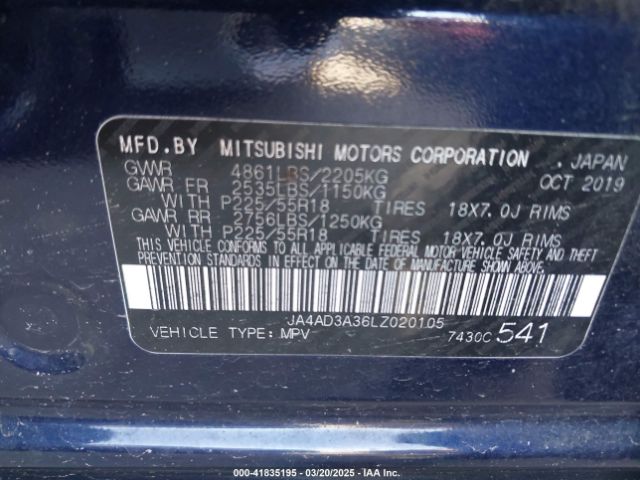 MFD. BY MITSUBISHI MOTORS CORPORATION . JAPAN
GVWR 4861LBS/2205KG OCT 2019
GAWR FR 2535LBS/1150KG
WITH P225/55R18 TIRES 18X7.0J RIMS
GAWR RR 2756LBS/1250KG
WITH P225/55R18 TIRES 18X7.0J RIMS
THIS VEHICLE CONFORMS TO ALL APPLICABLE FEDERAL MOTOR VEHICLE SAFETY AND THEFT
PREVENTION STANDARDS IN EFFECT ON THE DATE OF MANUFACTURE SHOWN ABOVE.
JA4AD3A36LZ020105
VEHICLE TYPE: MPV 7430C 541
000-41835195 - 03/20/2025 - IAAI.COM